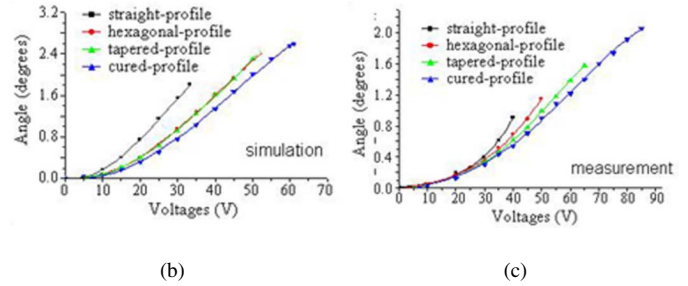 straight-profile
hexagonal-profile
tapered-profile
cured-profile
simulation
Angle (degrees)
3.2
2.4
1.6
0.8
0.0
0 10 20 30 40 50 60 70
Voltages (V)
(b)
straight-profile
hexagonal-profile
tapered-profile
cured-profile
measurement
Angle (degrees)
2.0
1.6
1.2
0.8
0.4
0.0
0 10 20 30 40 50 60 70 80 90
Voltages (V)
(c)